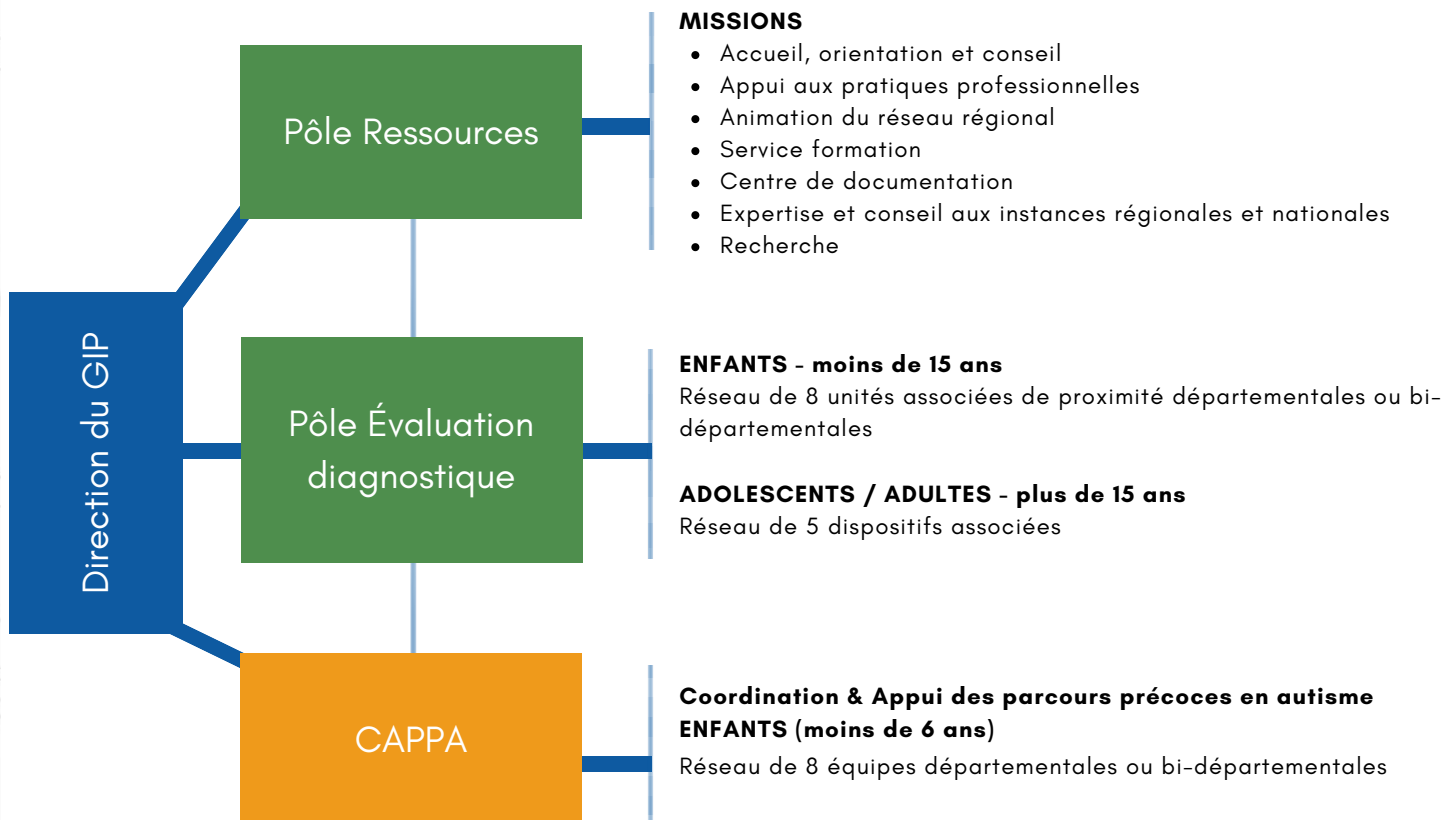 Direction du GIP
Pôle Ressources
MISSIONS
• Accueil, orientation et conseil
• Appui aux pratiques professionnelles
• Animation du réseau régional
• Service formation
• Centre de documentation
• Expertise et conseil aux instances régionales et nationales
• Recherche
Pôle Évaluation
diagnostique
ENFANTS - moins de 15 ans
Réseau de 8 unités associées de proximité départementales ou bi-
départementales
ADOLESCENTS / ADULTES - plus de 15 ans
Réseau de 5 dispositifs associées
CAPPA
Coordination & Appui des parcours précoces en autisme
ENFANTS (moins de 6 ans)
Réseau de 8 équipes départementales ou bi-départementales